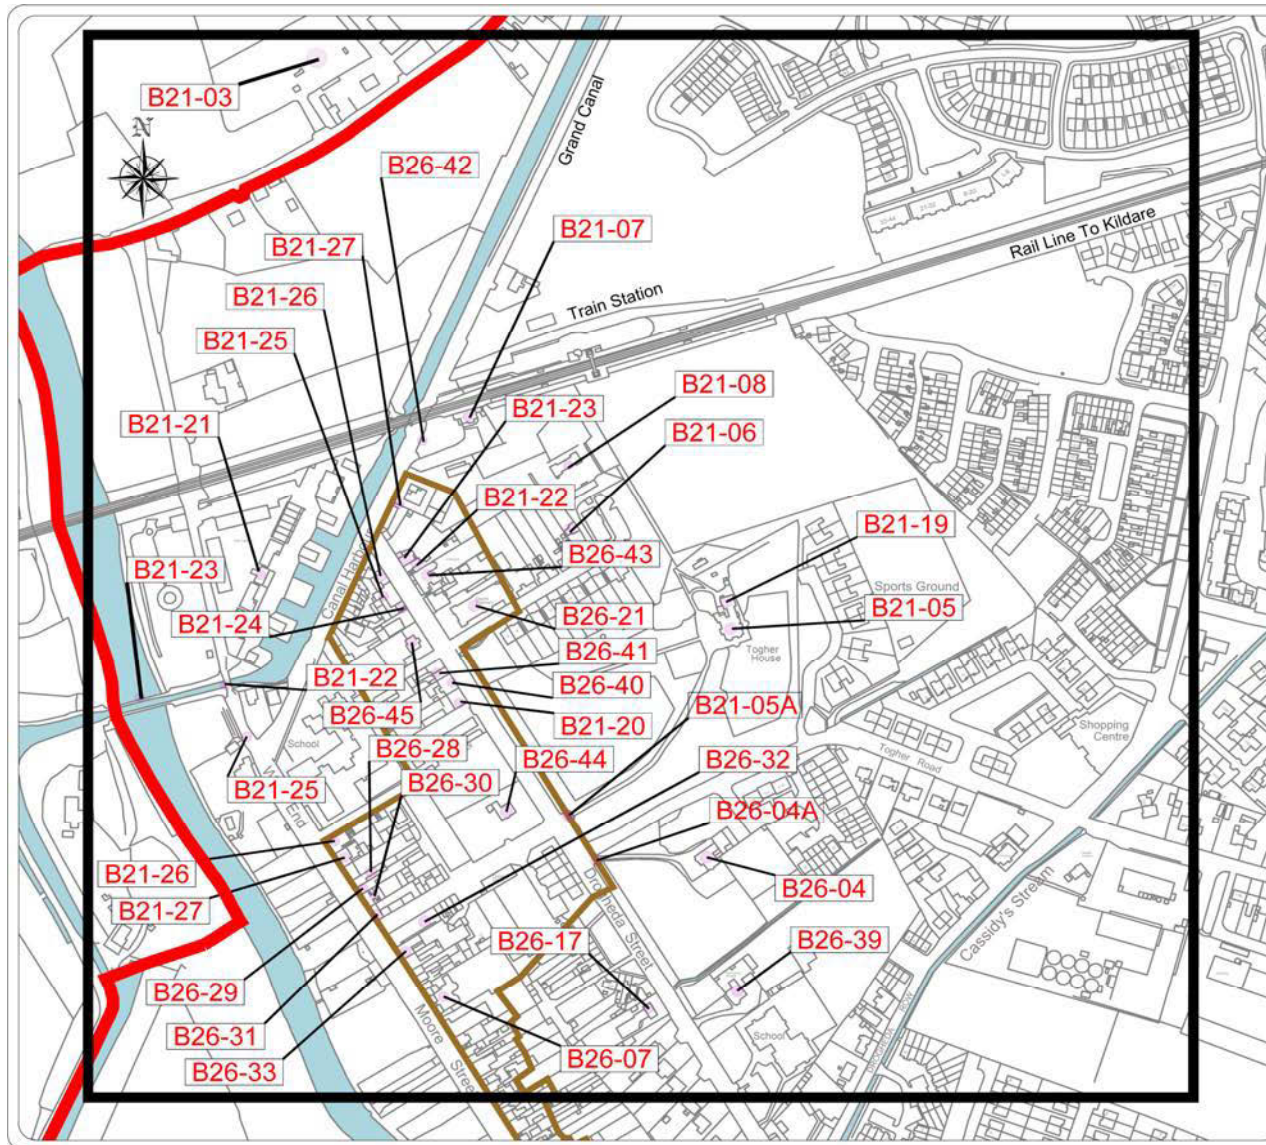 B21-03
N
B26-42
Grand Canal
B21-07
B21-27
Rail Line To Kildare
B21-26
Train Station
B21-25
B21-08
B21-23
B21-21
B21-06
B21-22
B21-19
B26-43
B21-23
Sports Ground
B21-24
B26-21
B21-05
B26-41
Togher
House
B21-22
B26-40
B21-05A
B26-45
B21-20
Shopping
Centre
School
B26-28
B26-44
B26-32
Togher Road
B21-25
B26-30
B26-04A
B21-26
B26-04
B21-27
B26-17
B26-39
Cassidy's Stream
B26-29
Moore Street
B26-31
School
B26-07
B26-33